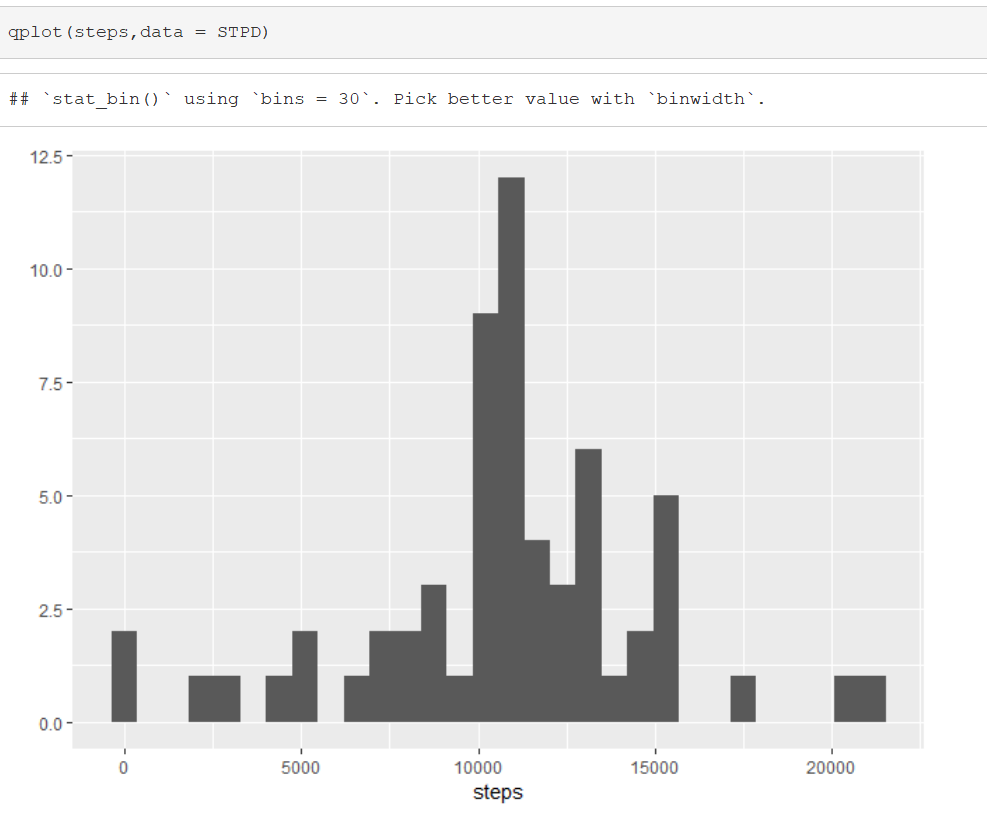 qplot(steps,data = STPD)
## `stat_bin()` using `bins = 30`. Pick better value with `binwidth`.
12.5
10.0
7.5
5.0
2.5
0.0
0 5000 10000 15000 20000
steps